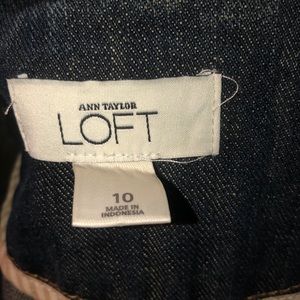 ANN TAYLOR
LOFT
10
MADE IN
INDONESIA